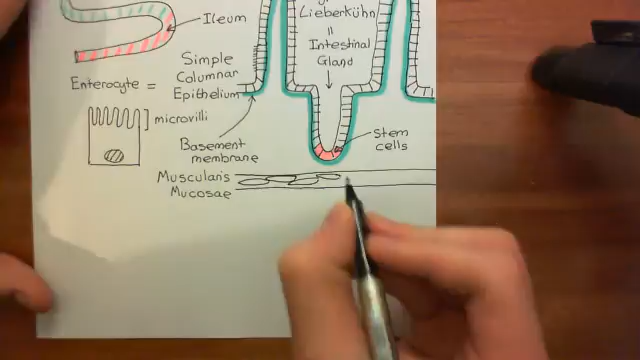 Ileum
Lieberkühn
=
Intestinal
Gland
Enterocyte =
Simple
Columnar
Epithelium
microvilli
Basement
membrane
Stem
cells
Muscularis
Mucosae